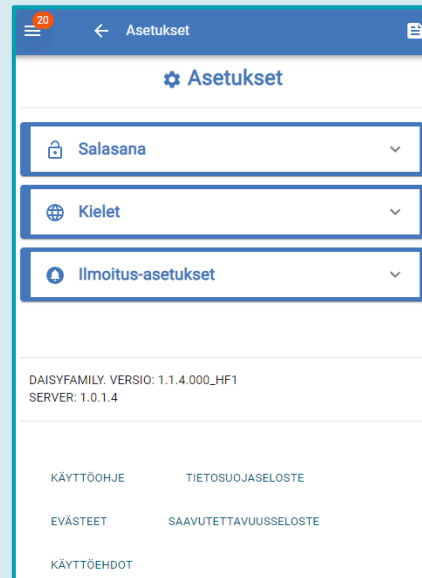 20
Asetukset
Asetukset
Salasana
Kielet
Ilmoitus-asetukset
DAISYFAMILY. VERSIO: 1.1.4.000_HF1
SERVER: 1.0.1.4
KÄYTTÖOHJE TIETOSUOJASELOSTE
EVÄSTEET SAAVUTETTAVUUSSELOSTE
KÄYTTÖEHDOT